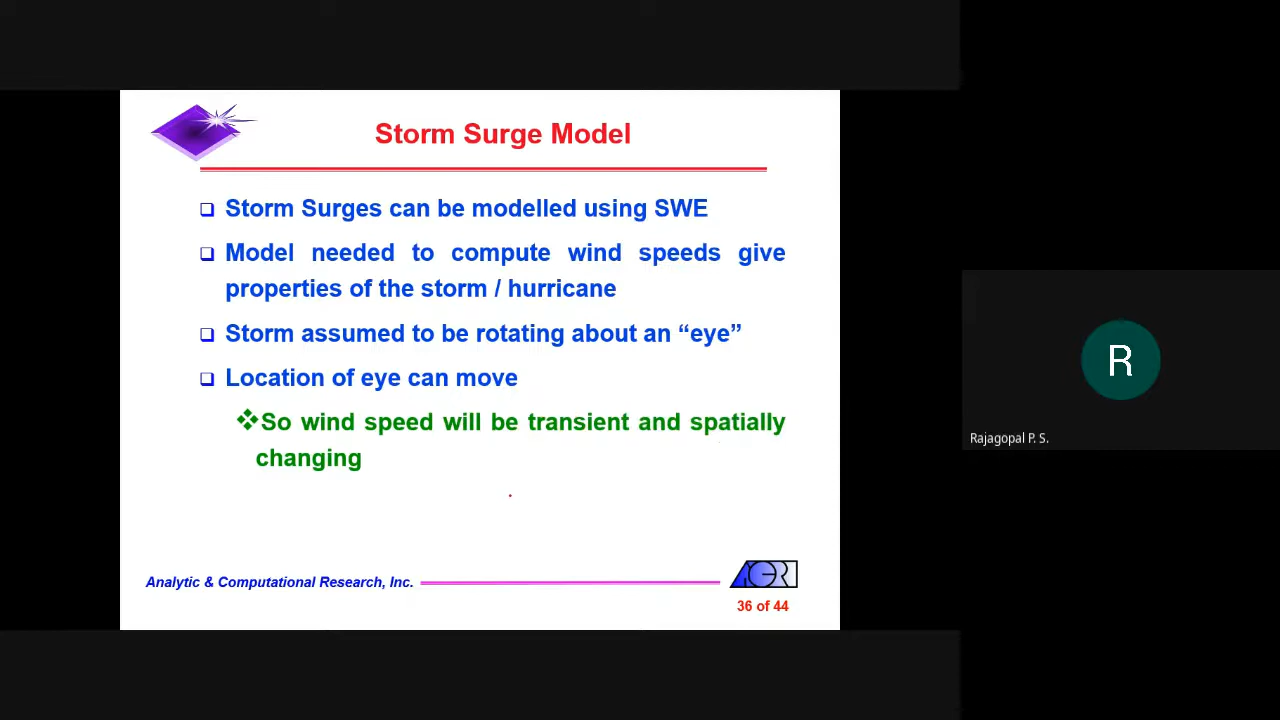 Storm Surge Model
Storm Surges can be modelled using SWE
Model needed to compute wind speeds give
properties of the storm / hurricane
Storm assumed to be rotating about an “eye”
Location of eye can move
So wind speed will be transient and spatially
changing
Analytic & Computational Research, Inc.
ACRI
36 of 44
R
Rajagopal P. S.